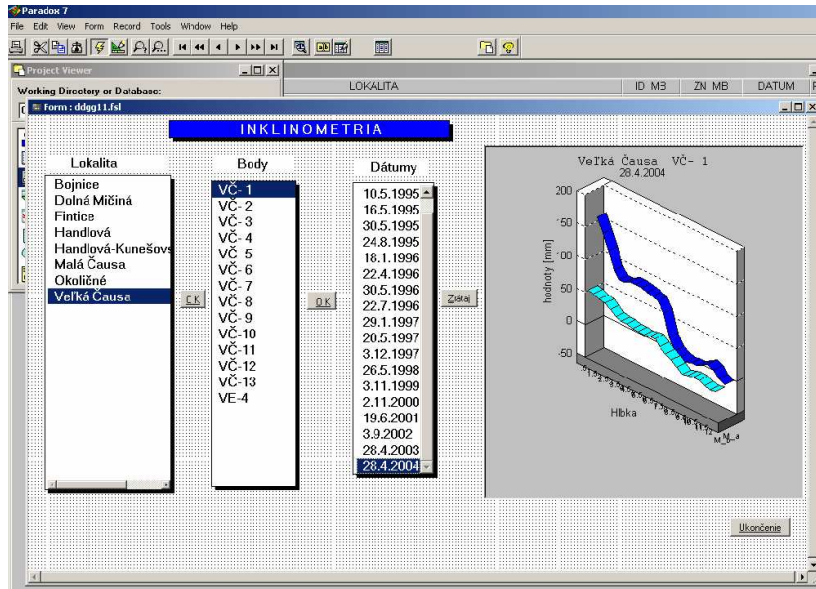 Paradox 7
File Edit View Form Record Tools Window Help
Project Viewer
Working Directory or Database:
LOKALITA ID MB ZN MB DATUM
Form : ddgg11.fsl
INKLINOMETRIA
Lokalita
Bojnice
Dolná Mičiná
Fintice
Handlová
Handlová-Kunešovs
Malá Čausa
Okoličné
Veľká Čausa
Body
VČ- 1
VČ- 2
VČ- 3
VČ- 4
VČ 5
VČ- 6
VČ- 7
VČ- 8
VČ- 9
VČ-10
VČ-11
VČ-12
VČ-13
VE-4
O K
Dátumy
10.5.1995
16.5.1995
30.5.1995
24.8.1995
18.1.1996
22.4.1996
30.5.1996
22.7.1996
29.1.1997
20.5.1997
3.12.1997
26.5.1998
3.11.1999
2.11.2000
19.6.2001
3.9.2002
28.4.2003
28.4.2004
Veľká Čausa VČ- 1
28.4.2004
hodnoty [mm]
200
150
100
50
0
-50
Hlbka
Ukončenie